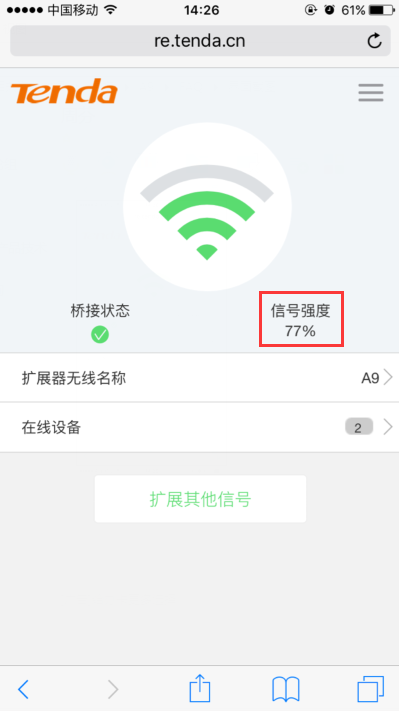 中国移动 14:26 61%
re.tenda.cn
Tenda
桥接状态 信号强度
77%
扩展器无线名称 A9
在线设备 2
扩展其他信号